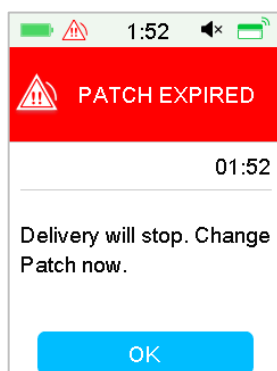 1:52
PATCH EXPIRED
01:52
Delivery will stop. Change
Patch now.
OK